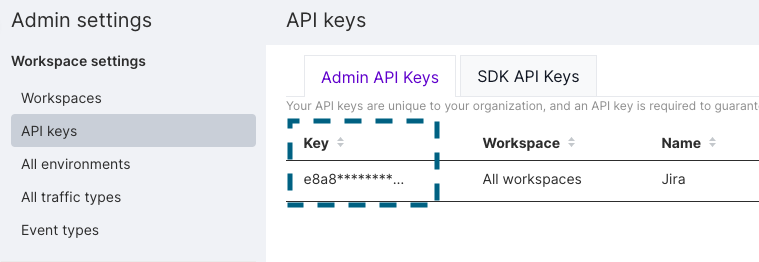 Admin settings
Workspace settings
Workspaces
API keys
All environments
All traffic types
Event types
API keys
Admin API Keys
SDK API Keys
Your API keys are unique to your organization, and an API key is required to guarant
Key Workspace Name
e8a8********... All workspaces Jira